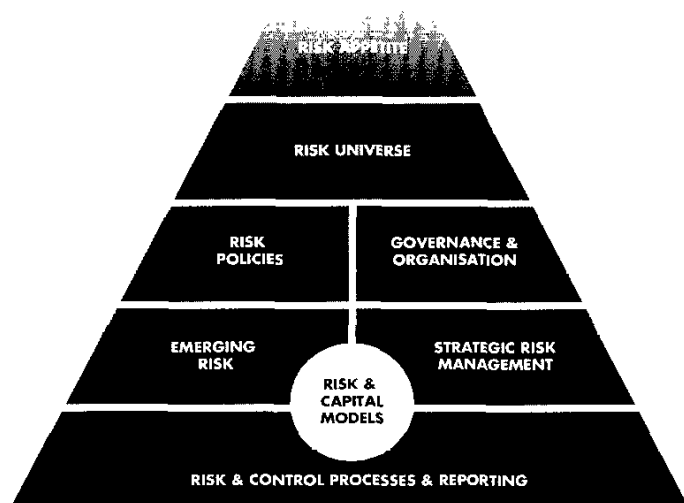 RISK APPETITE
RISK UNIVERSE
RISK
POLICIES
GOVERNANCE &
ORGANISATION
EMERGING
RISK
STRATEGIC RISK
MANAGEMENT
RISK &
CAPITAL
MODELS
RISK & CONTROL PROCESSES & REPORTING